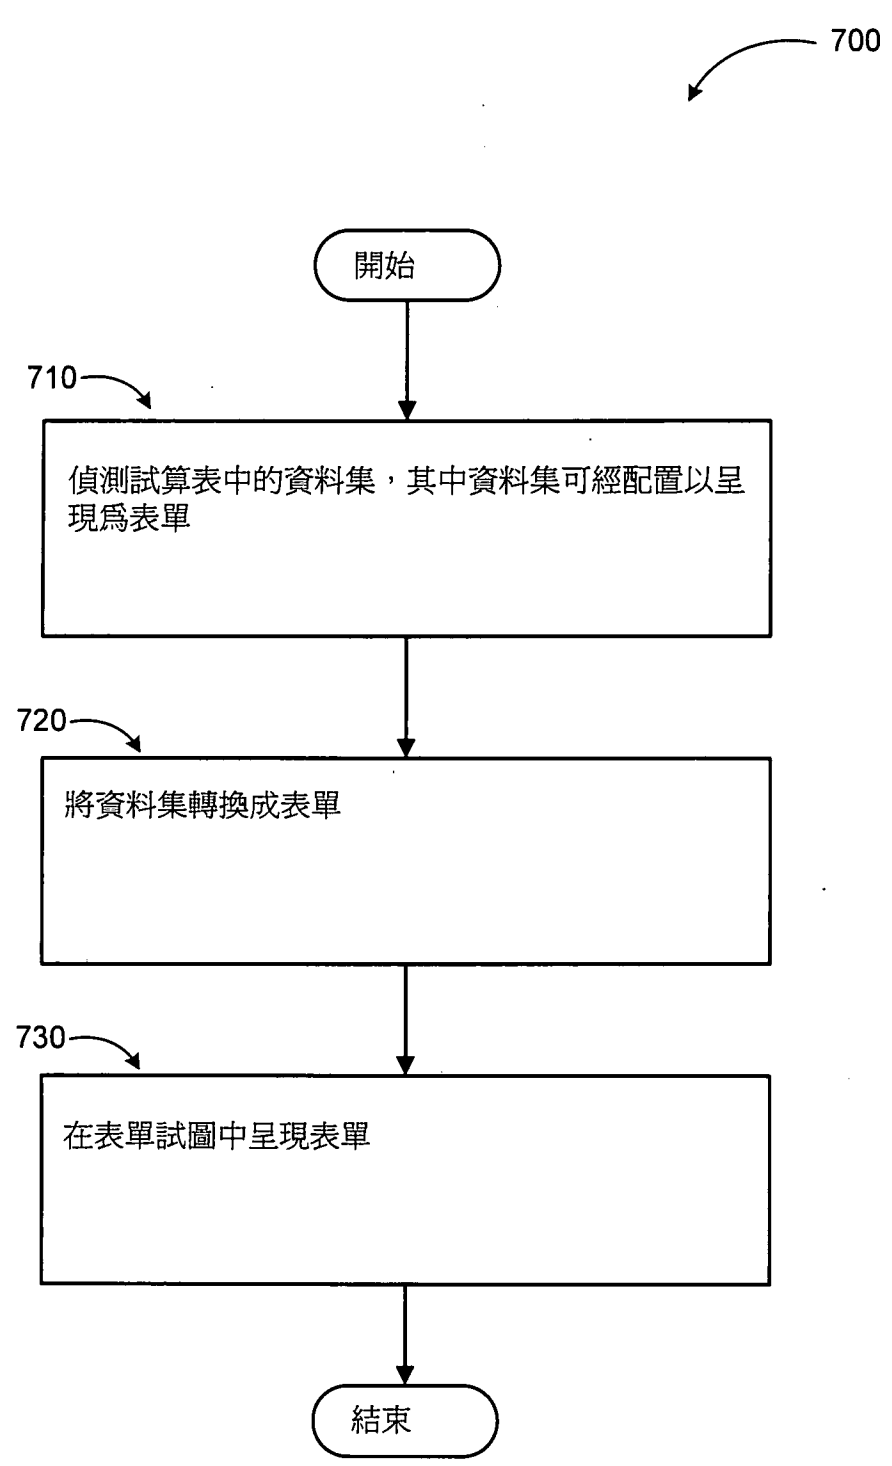 700
開始
710
偵測試算表中的資料集，其中資料集可經配置以呈
現爲表單
720
將資料集轉換成表單
730
在表單試圖中呈現表單
結束